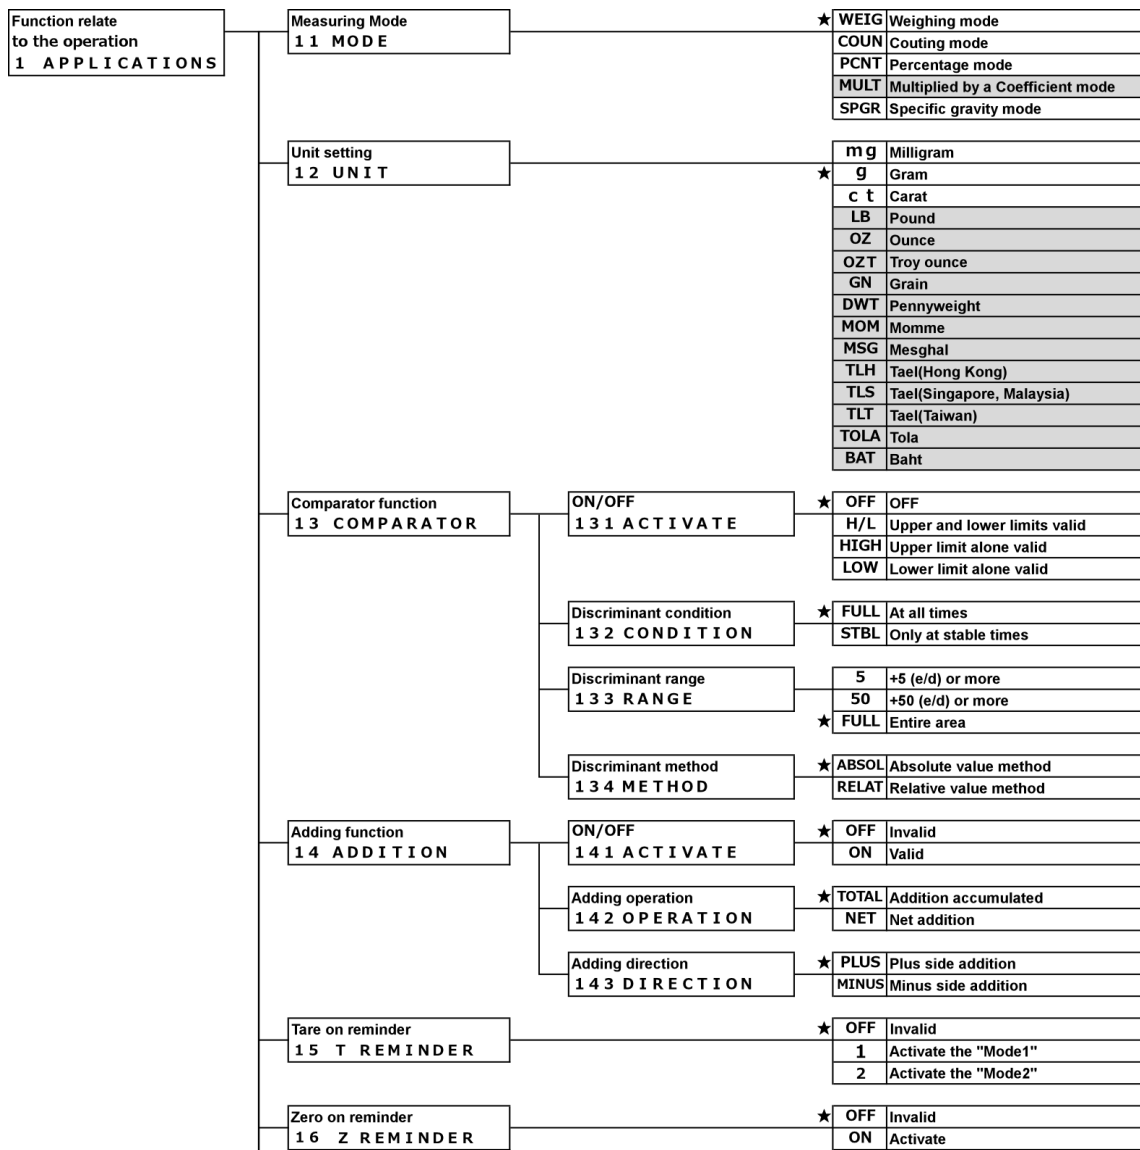 Function relate
to the operation
1 APPLICATIONS
Measuring Mode
11 MODE
★ WEIG Weighing mode
COUN Couting mode
PCNT Percentage mode
MULT Multiplied by a Coefficient mode
SPGR Specific gravity mode
Unit setting
12 UNIT
mg Milligram
★ g Gram
ct Carat
LB Pound
OZ Ounce
OZT Troy ounce
GN Grain
DWT Pennyweight
MOM Momme
MSG Mesghal
TLH Tael(Hong Kong)
TLS Tael(Singapore, Malaysia)
TLT Tael(Taiwan)
TOLA Tola
BAT Baht
Comparator function
13 COMPARATOR
ON/OFF
131 ACTIVATE
★ OFF OFF
H/L Upper and lower limits valid
HIGH Upper limit alone valid
LOW Lower limit alone valid
Discriminant condition
132 CONDITION
★ FULL At all times
STBL Only at stable times
Discriminant range
133 RANGE
5 +5 (e/d) or more
50 +50 (e/d) or more
★ FULL Entire area
Discriminant method
134 METHOD
★ ABSOL Absolute value method
RELAT Relative value method
Adding function
14 ADDITION
ON/OFF
141 ACTIVATE
★ OFF Invalid
ON Valid
Adding operation
142 OPERATION
★ TOTAL Addition accumulated
NET Net addition
Adding direction
143 DIRECTION
★ PLUS Plus side addition
MINUS Minus side addition
Tare on reminder
15 T REMINDER
★ OFF Invalid
1 Activate the "Mode1"
2 Activate the "Mode2"
Zero on reminder
16 Z REMINDER
★ OFF Invalid
ON Activate